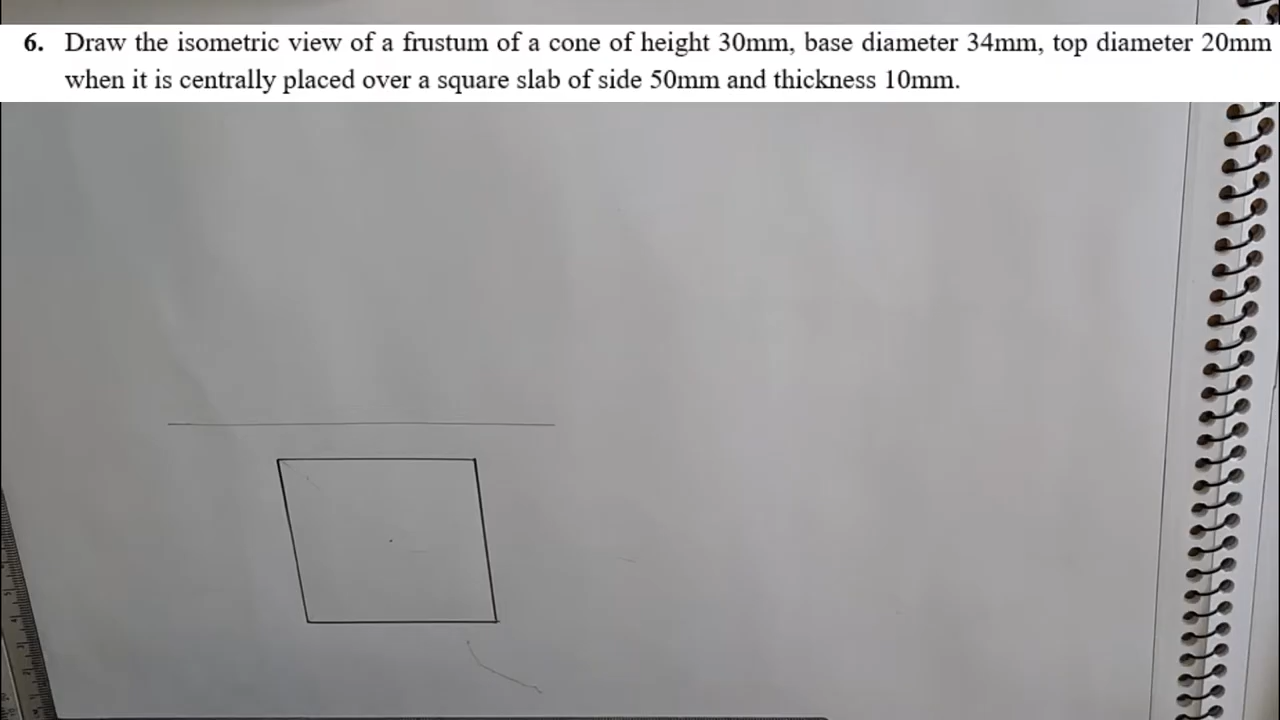 6. Draw the isometric view of a frustum of a cone of height 30mm, base diameter 34mm, top diameter 20mm
when it is centrally placed over a square slab of side 50mm and thickness 10mm.